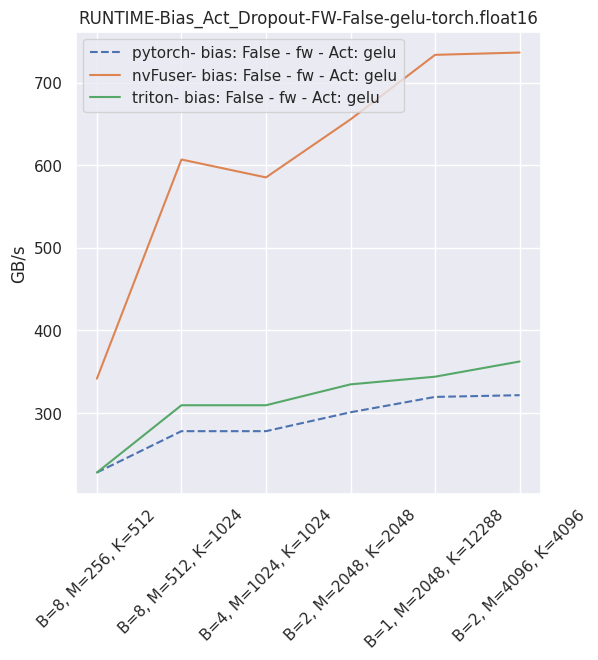 RUNTIME-Bias_Act_Dropout-FW-False-gelu-torch.float16
pytorch- bias: False - fw - Act: gelu
nvFuser- bias: False - fw - Act: gelu
triton- bias: False - fw - Act: gelu
GB/s
700
600
500
400
300
B=8, M=256, K=512
B=8, M=512, K=1024
B=4, M=1024, K=1024
B=2, M=2048, K=2048
B=1, M=2048, K=12288
B=2, M=4096, K=4096